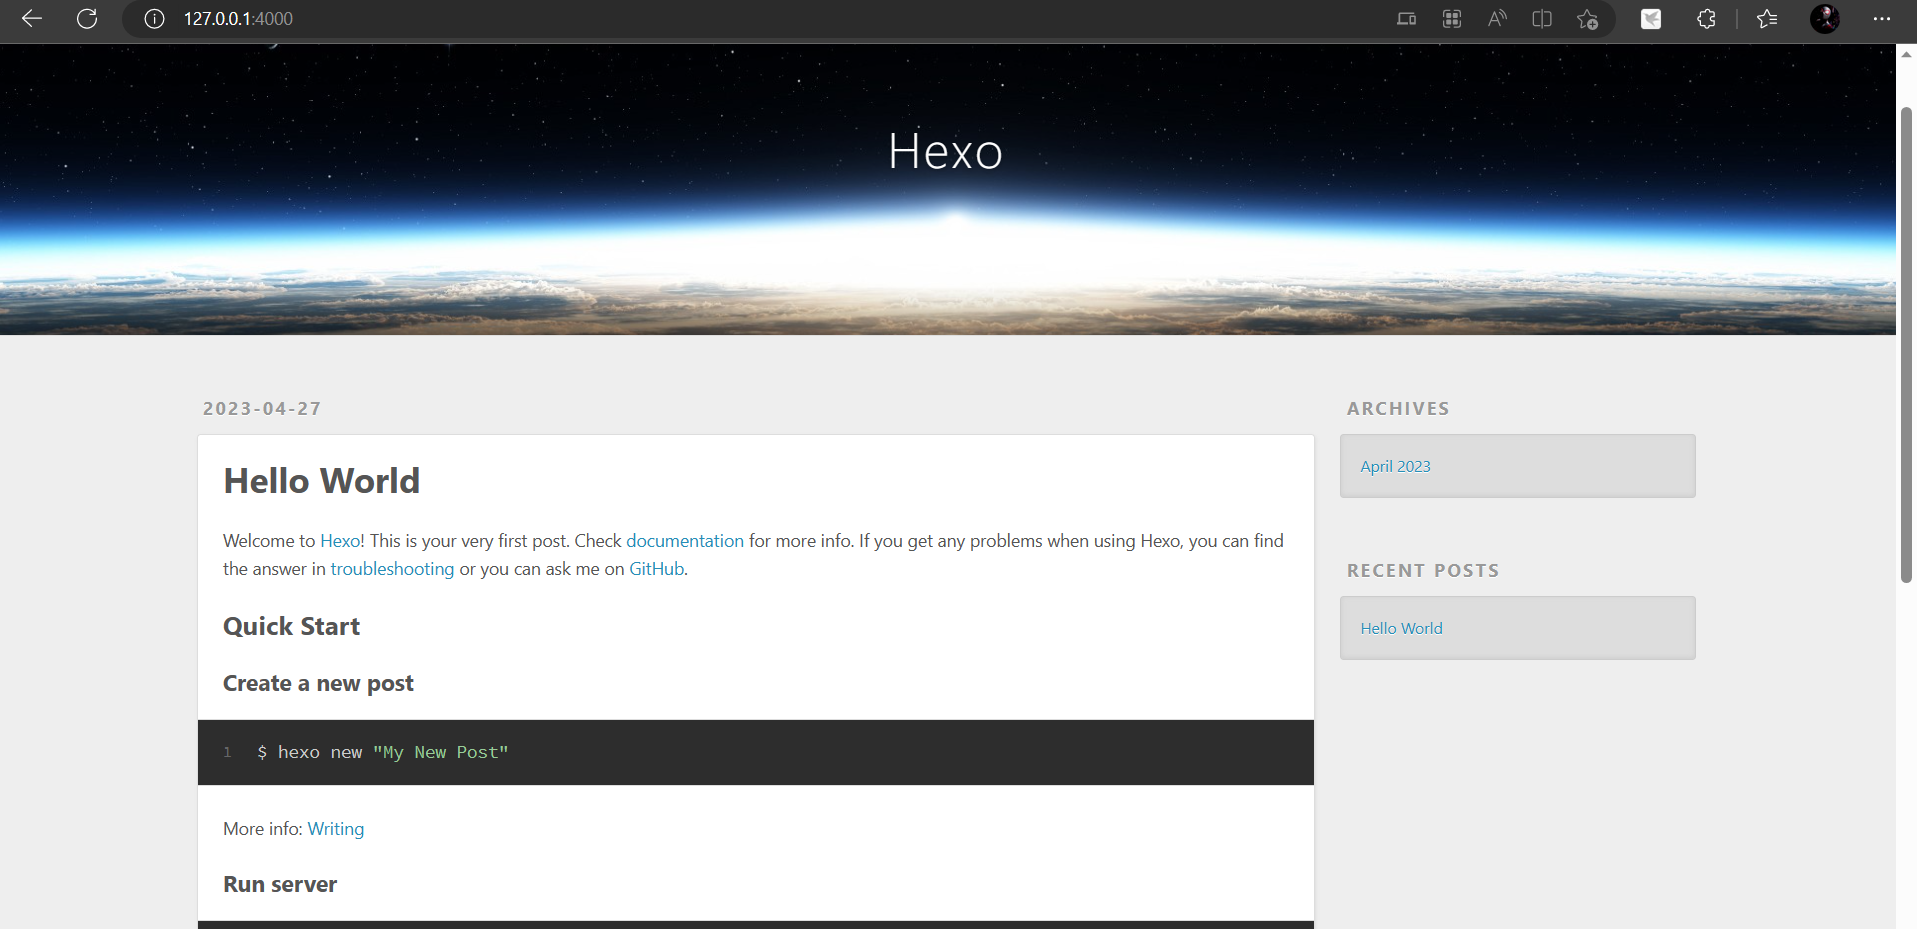 127.0.0.1:4000
Hexo
2023-04-27
Hello World
Welcome to Hexo! This is your very first post. Check documentation for more info. If you get any problems when using Hexo, you can find
the answer in troubleshooting or you can ask me on GitHub.
Quick Start
Create a new post
1 $ hexo new "My New Post"
More info: Writing
Run server
ARCHIVES
April 2023
RECENT POSTS
Hello World